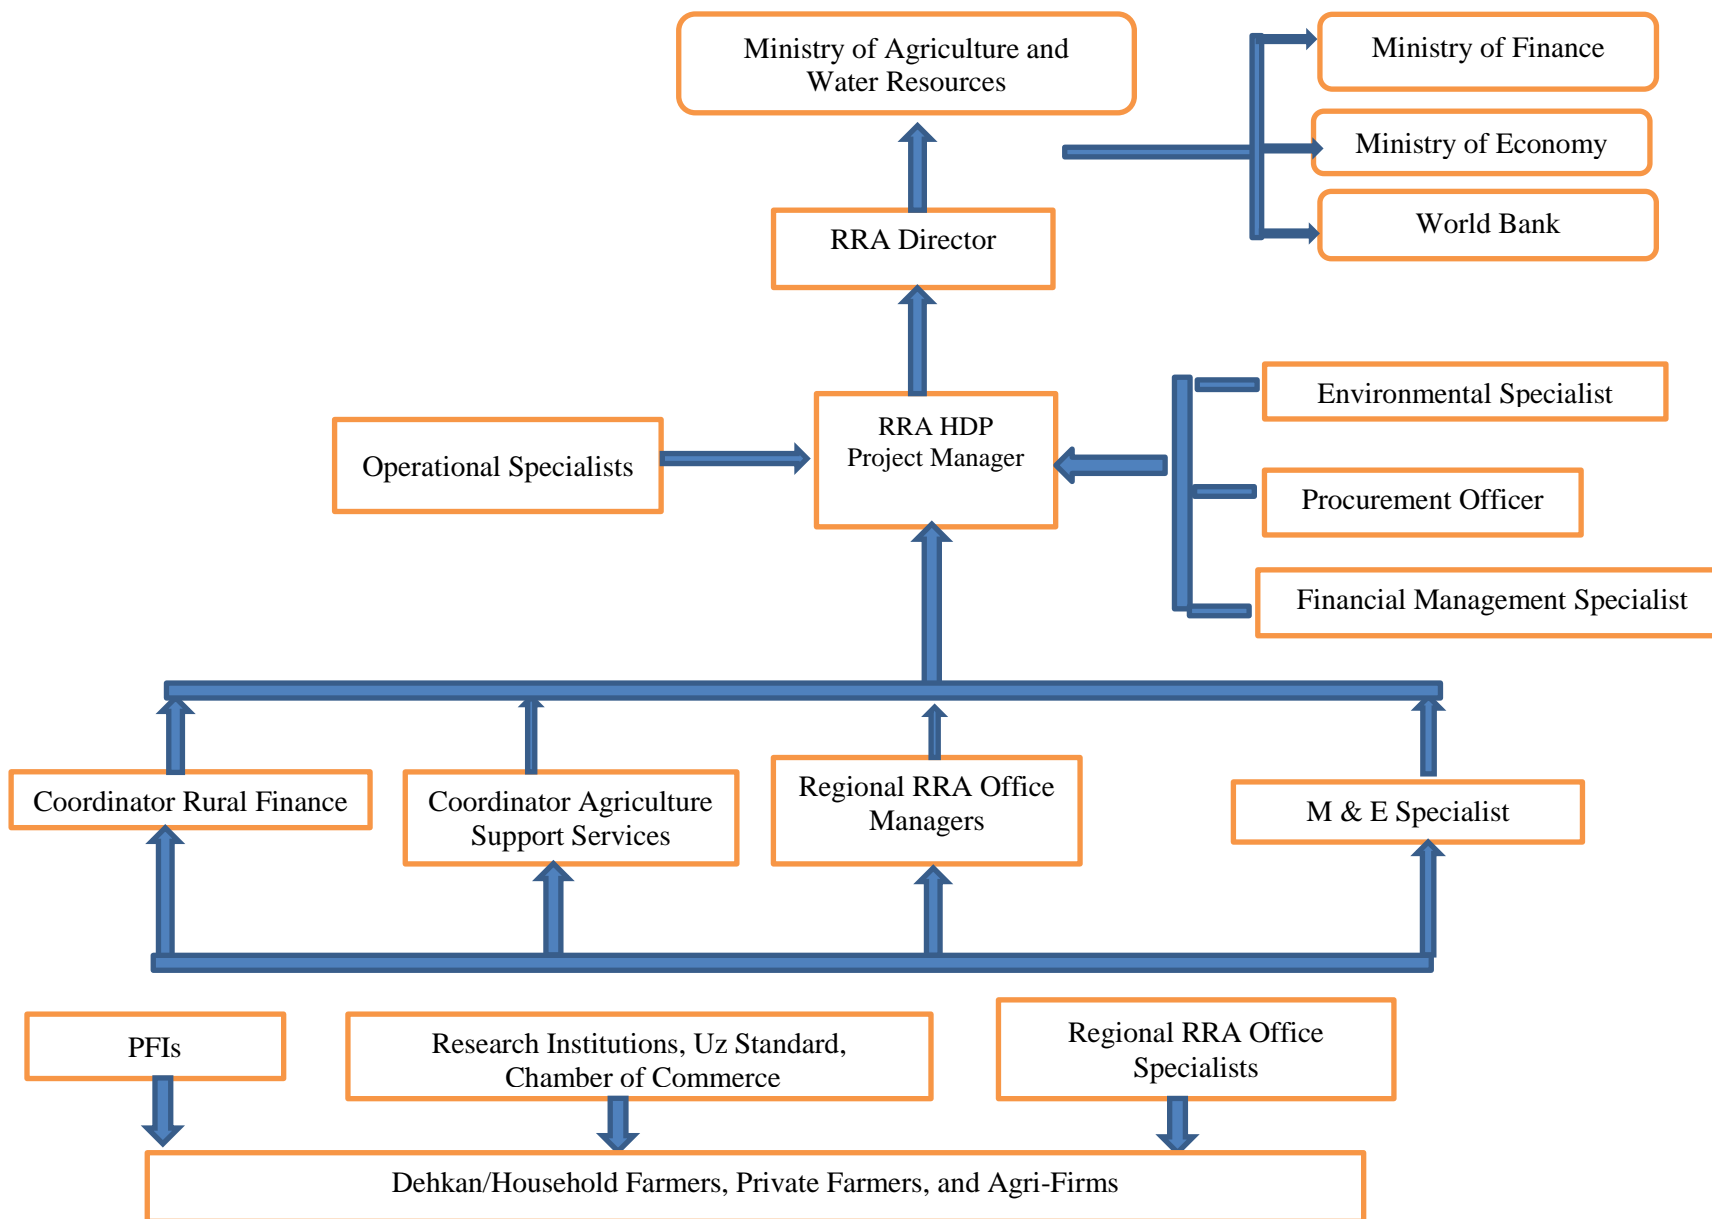 Ministry of Agriculture and
Water Resources
Ministry of Finance
Ministry of Economy
World Bank
RRA Director
Environmental Specialist
RRA HDP
Project Manager
Operational Specialists
Procurement Officer
Financial Management Specialist
Coordinator Rural Finance
Coordinator Agriculture
Support Services
Regional RRA Office
Managers
M & E Specialist
PFIs
Research Institutions, Uz Standard,
Chamber of Commerce
Regional RRA Office
Specialists
Dehkan/Household Farmers, Private Farmers, and Agri-Firms